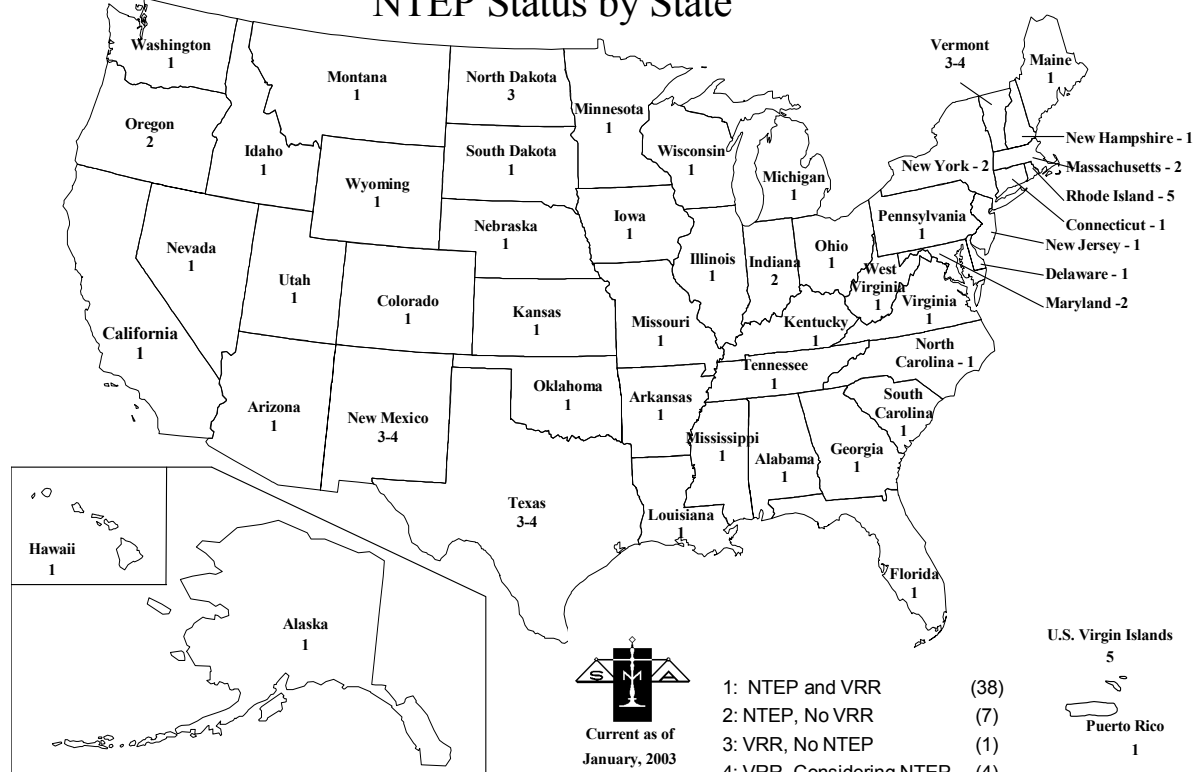 NTEP Status by State
Washington
1
Oregon
2
Idaho
1
Montana
1
North Dakota
3
Minnesota
1
South Dakota
1
Wyoming
1
Wisconsin
1
Michigan
1
Vermont
3-4
Maine
1
New Hampshire - 1
Massachusetts - 2
Rhode Island - 5
Connecticut - 1
New Jersey - 1
Delaware - 1
Maryland -2
New York - 2
Pennsylvania
1
Nevada
1
Utah
1
Colorado
1
Nebraska
1
Iowa
1
Illinois
1
Indiana
2
Ohio
1
West
Virginia
1
Virginia
1
California
1
Kansas
1
Missouri
1
Kentucky
1
North
Carolina - 1
Tennessee
1
South
Carolina
1
Arizona
1
New Mexico
3-4
Oklahoma
1
Arkansas
1
Mississippi
1
Alabama
1
Georgia
1
Texas
3-4
Louisiana
1
Florida
1
Hawaii
1
Alaska
1
S M A
Current as of
January, 2003
U.S. Virgin Islands
5
Puerto Rico
1
1: NTEP and VRR (38)
2: NTEP, No VRR (7)
3: VRR, No NTEP (1)
4: VRR, Considering NTEP (4)